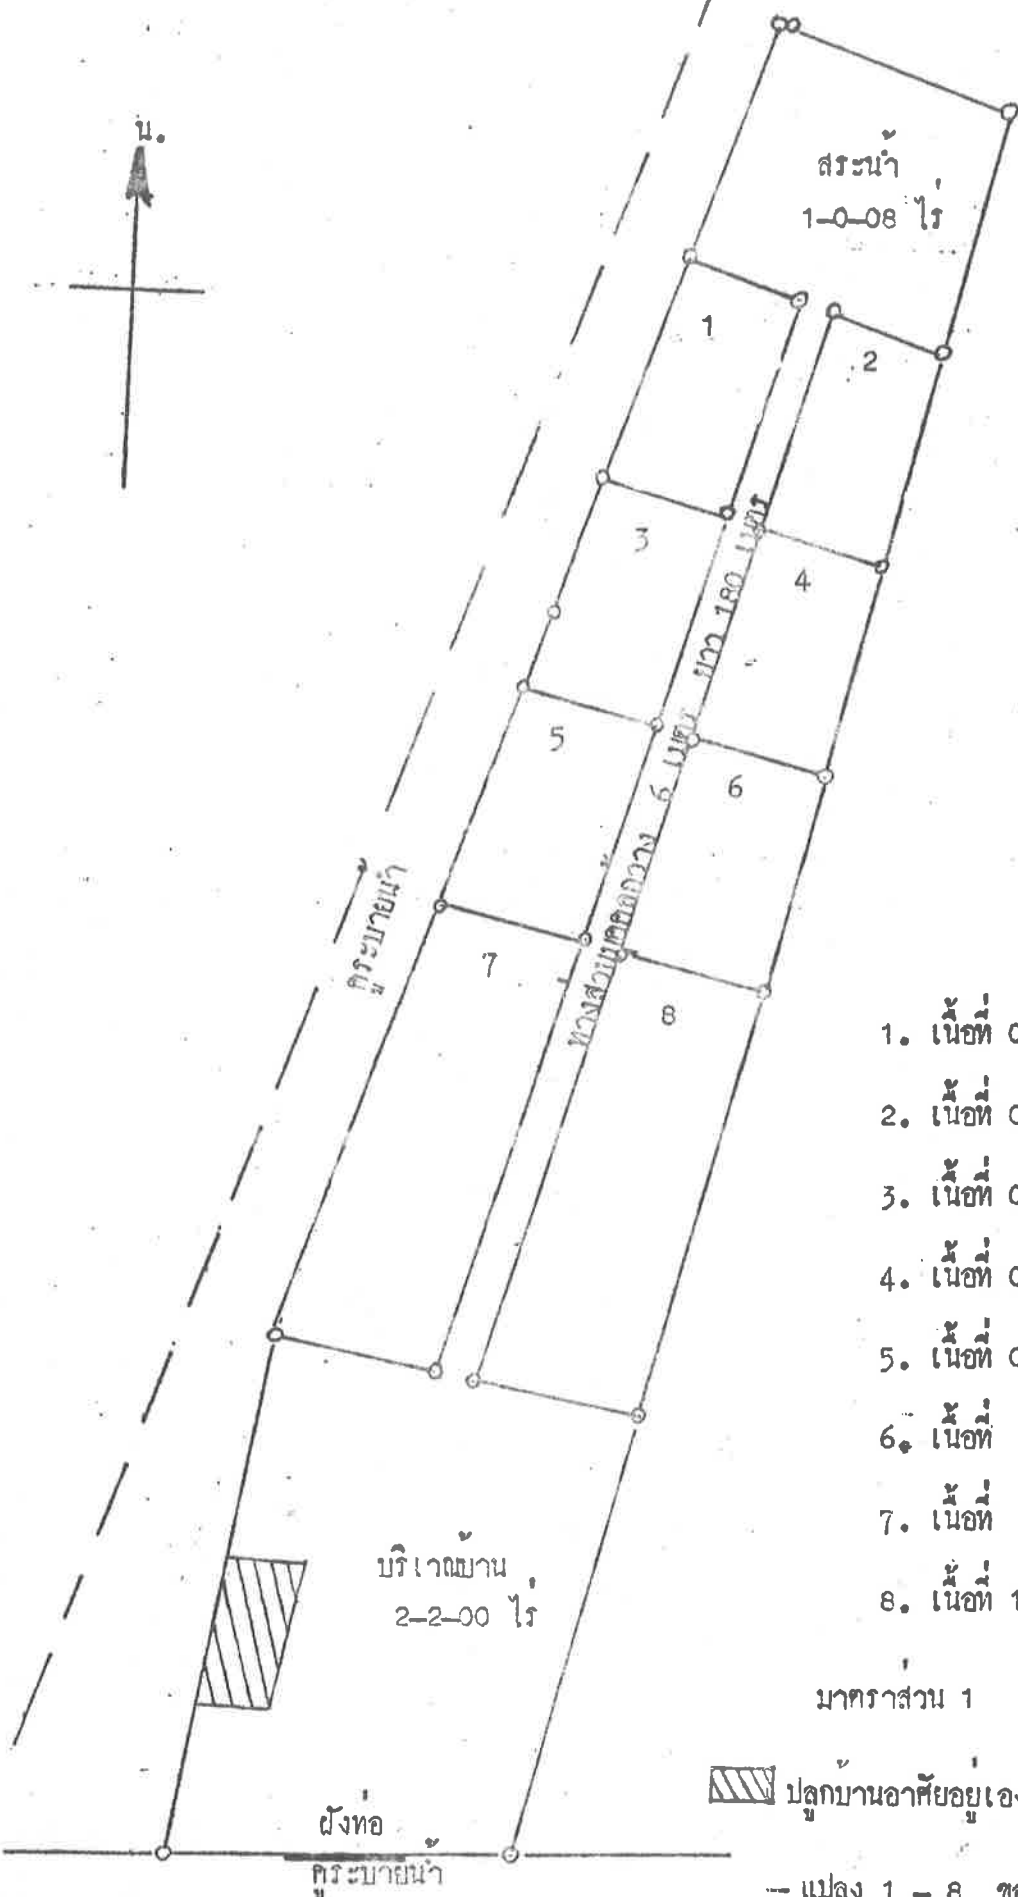 น.
สระน้ำ
1-0-08 ไร่
1
2
3
4
5
6
7
8
ทางส่วนบุคคลกว้าง 6 เมตร ยาว 180 เมตร
คูระบายน้ำ
บริเวณบ้าน
2-2-00 ไร่
ฝังท่อ
คูระบายน้ำ
1. เนื้อที่ 0
2. เนื้อที่ 0
3. เนื้อที่ 0
4. เนื้อที่ 0
5. เนื้อที่ 0
6. เนื้อที่
7. เนื้อที่
8. เนื้อที่ 1
มาตราส่วน 1
ปลูกบ้านอาศัยอยู่เอง
- แปลง 1 - 8